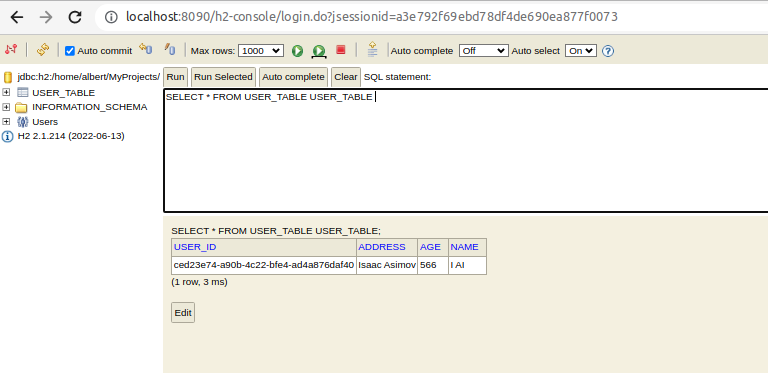 localhost:8090/h2-console/login.do?jsessionid=a3e792f69ebd78df4de690ea877f0073
Auto commit Max rows: 1000 Auto complete Off Auto select On
jdbc:h2:/home/albert/MyProjects/
USER_TABLE
INFORMATION_SCHEMA
Users
H2 2.1.214 (2022-06-13)
Run Run Selected Auto complete Clear SQL statement:
SELECT * FROM USER_TABLE USER_TABLE
SELECT * FROM USER_TABLE USER_TABLE;
USER_ID ADDRESS AGE NAME
ced23e74-a90b-4c22-bfe4-ad4a876daf40 Isaac Asimov 566 I AI
(1 row, 3 ms)
Edit